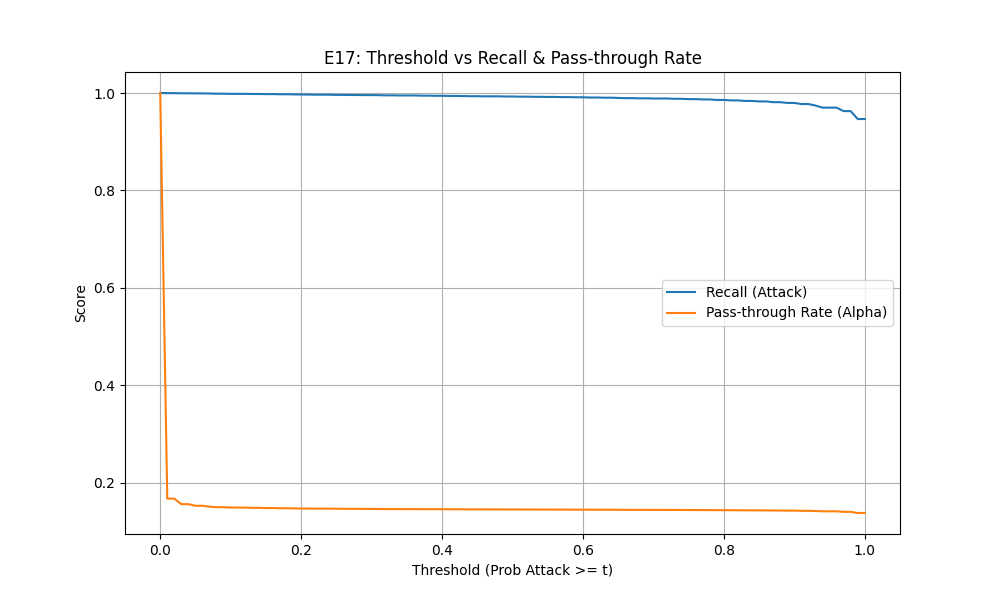 E17: Threshold vs Recall & Pass-through Rate
1.0
0.8
0.6
0.4
0.2
Score
Recall (Attack)
Pass-through Rate (Alpha)
0.0 0.2 0.4 0.6 0.8 1.0
Threshold (Prob Attack >= t)